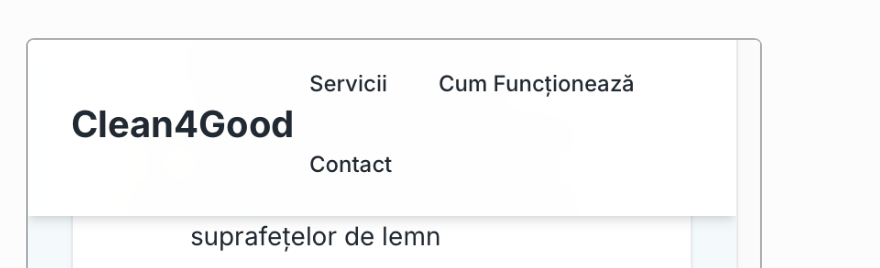 Servicii Cum Funcționează
Clean4Good
Contact
suprafețelor de lemn